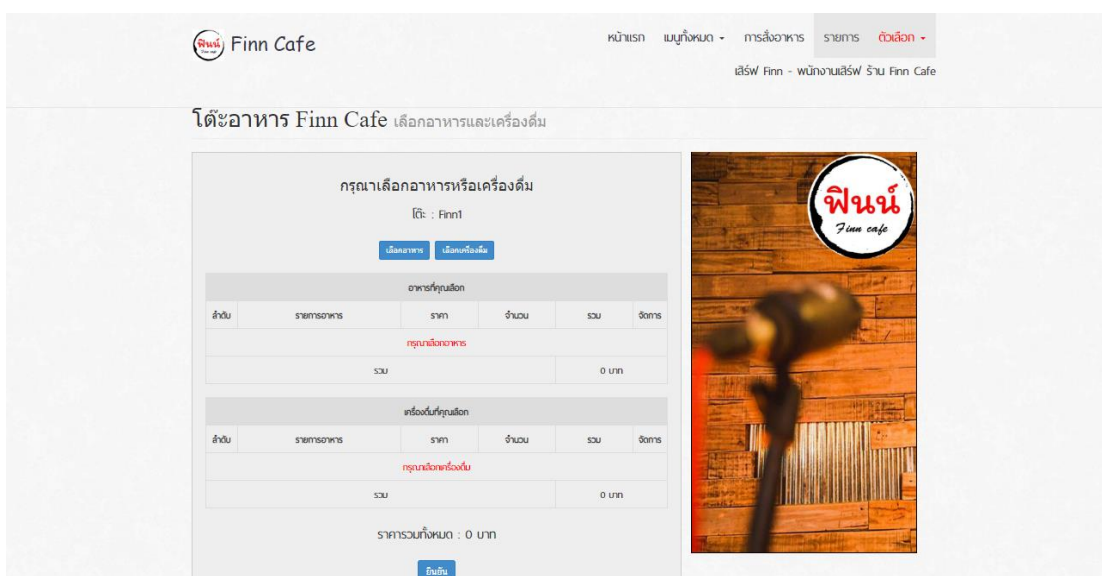 ฟินน์ Finn cafe Finn Cafe หน้าแรก เมนูทั้งหมด การสั่งอาหาร รายการ ตัวเลือก
เสิร์ฟ Finn - พนักงานเสิร์ฟ ร้าน Finn Cafe
โต๊ะอาหาร Finn Cafe เลือกอาหารและเครื่องดื่ม
กรุณาเลือกอาหารหรือเครื่องดื่ม
โต๊ะ : Finn1
เลือกอาหาร เลือกเครื่องดื่ม
อาหารที่คุณเลือก
ลำดับ รายการอาหาร ราคา จำนวน รวม จัดการ
กรุณาเลือกอาหาร
รวม 0 บาท
เครื่องดื่มที่คุณเลือก
ลำดับ รายการอาหาร ราคา จำนวน รวม จัดการ
กรุณาเลือกเครื่องดื่ม
รวม 0 บาท
ราคารวมทั้งหมด : 0 บาท
ยืนยัน
ฟินน์
Finn cafe